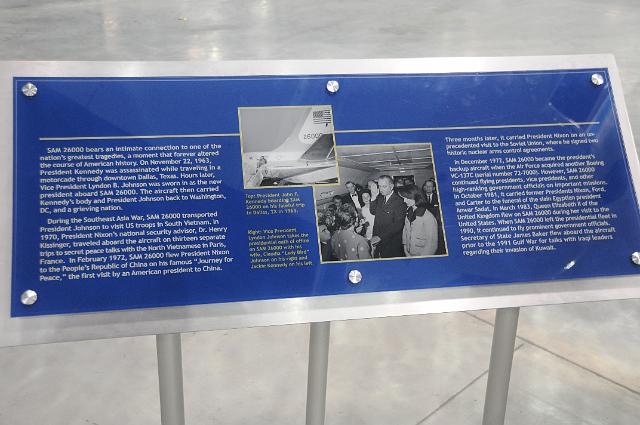 SAM 26000 bears an intimate connection to one of the
nation's greatest tragedies, a moment that forever altered
the course of American history. On November 22, 1963,
President Kennedy was assassinated while traveling in a
motorcade through downtown Dallas, Texas. Hours later,
Vice President Lyndon B. Johnson was sworn in as the new
president aboard SAM 26000. The aircraft then carried
Kennedy's body and President Johnson back to Washington,
DC, and a grieving nation.
During the Southeast Asia War, SAM 26000 transported
President Johnson to visit US troops in South Vietnam. In
1970, President Nixon's national security advisor, Dr. Henry
Kissinger, traveled aboard the aircraft on thirteen separate
trips to secret peace talks with the North Vietnamese in Paris,
France. In February 1972, SAM 26000 flew President Nixon
to the People's Republic of China on his famous "Journey for
Peace," the first visit by an American president to China.
26000
Top: President John F.
Kennedy boarding SAM
26000 on his fateful trip
to Dallas, TX in 1963.
Right: Vice President
Lyndon Johnson takes the
presidential oath of office
on SAM 26000 with his
wife, Claudia "Lady Bird"
Johnson on his right and
Jackie Kennedy on his left.
Three months later, it carried President Nixon on an un-
precedented visit to the Soviet Union, where he signed two
historic nuclear arms control agreements.
In December 1972, SAM 26000 became the president's
backup aircraft when the Air Force acquired another Boeing
VC-137C (serial number 72-7000). However, SAM 26000
continued flying presidents, vice presidents, and other
high-ranking government officials on important missions.
In October 1981, it carried former Presidents Nixon, Ford,
and Carter to the funeral of the slain Egyptian president
Anwar Sadat. In March 1983, Queen Elizabeth II of the
United Kingdom flew on SAM 26000 during her visit to the
United States. When SAM 26000 left the presidential fleet in
1990, it continued to fly prominent government officials.
Secretary of State James Baker flew aboard the aircraft
prior to the 1991 Gulf War for talks with Iraqi leaders
regarding their invasion of Kuwait.